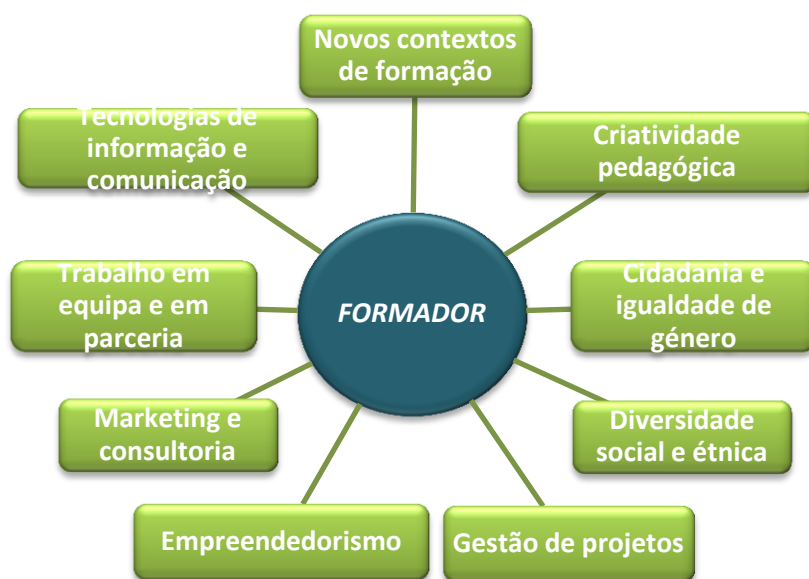 Novos contextos
de formação
Tecnologias de
informação e
comunicação
Criatividade
pedagógica
Trabalho em
equipa e em
parceria
FORMADOR
Cidadania e
igualdade de
género
Marketing e
consultoria
Diversidade
social e étnica
Empreendedorismo
Gestão de projetos